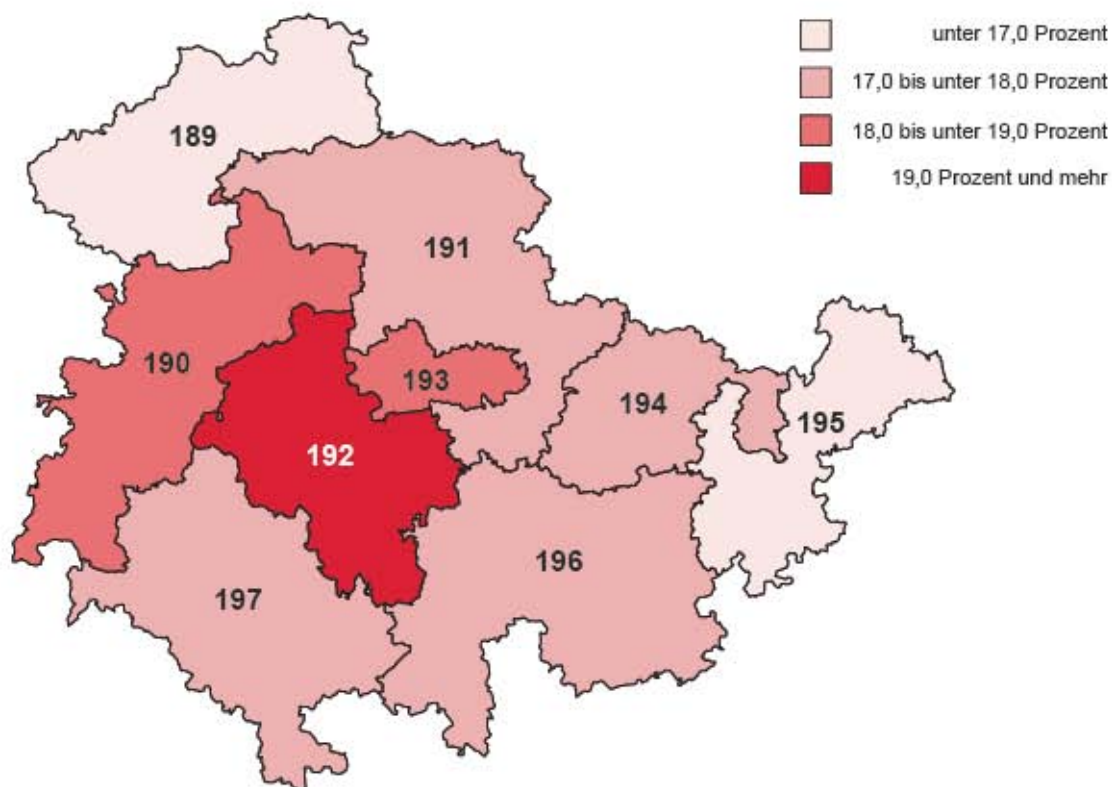 unter 17,0 Prozent
17,0 bis unter 18,0 Prozent
18,0 bis unter 19,0 Prozent
19,0 Prozent und mehr
189
191
190
193
194
195
192
196
197